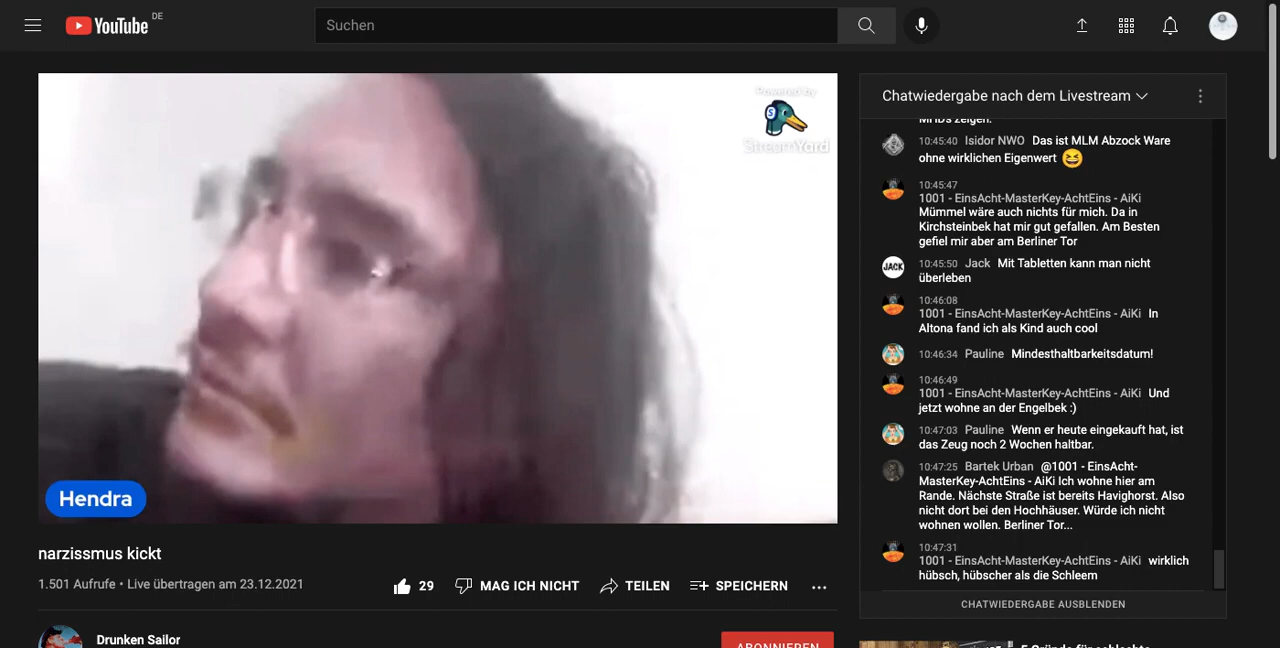 YouTube DE
Suchen
Powered by
StreamYard
Hendra
narzissmus kickt
1.501 Aufrufe • Live übertragen am 23.12.2021
29
MAG ICH NICHT
TEILEN
SPEICHERN
Drunken Sailor
ABONNIEREN
Chatwiedergabe nach dem Livestream
MHDs zeigen.
10:45:40 Isidor NWO Das ist MLM Abzock Ware
ohne wirklichen Eigenwert
10:45:47
1001 - EinsAcht-MasterKey-AchtEins - AiKi
Mümmel wäre auch nichts für mich. Da in
Kirchsteinbek hat mir gut gefallen. Am Besten
gefiel mir aber am Berliner Tor
JACK
10:45:50 Jack Mit Tabletten kann man nicht
überleben
10:46:08
1001 - EinsAcht-MasterKey-AchtEins - AiKi In
Altona fand ich als Kind auch cool
10:46:34 Pauline Mindesthaltbarkeitsdatum!
10:46:49
1001 - EinsAcht-MasterKey-AchtEins - AiKi Und
jetzt wohne an der Engelbek :)
10:47:03 Pauline Wenn er heute eingekauft hat, ist
das Zeug noch 2 Wochen haltbar.
10:47:25 Bartek Urban @1001 - EinsAcht-
MasterKey-AchtEins - AiKi Ich wohne hier am
Rande. Nächste Straße ist bereits Havighorst. Also
nicht dort bei den Hochhäuser. Würde ich nicht
wohnen wollen. Berliner Tor...
10:47:31
1001 - EinsAcht-MasterKey-AchtEins - AiKi wirklich
hübsch, hübscher als die Schleem
CHATWIEDERGABE AUSBLENDEN
5 Gründe für schlechte